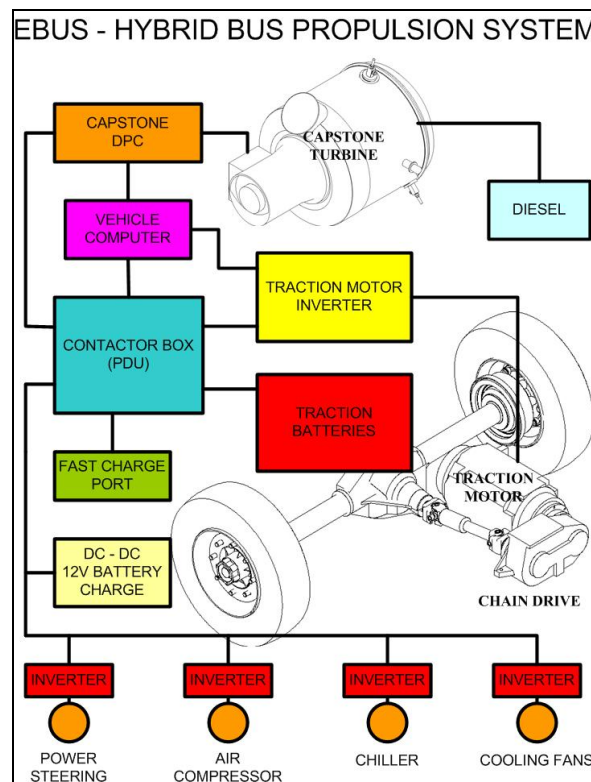 EBUS - HYBRID BUS PROPULSION SYSTEM
CAPSTONE
DPC
CAPSTONE
TURBINE
VEHICLE
COMPUTER
DIESEL
TRACTION MOTOR
INVERTER
CONTACTOR BOX
(PDU)
TRACTION
BATTERIES
FAST CHARGE
PORT
TRACTION
MOTOR
DC - DC
12V BATTERY
CHARGE
CHAIN DRIVE
INVERTER
INVERTER
INVERTER
INVERTER
POWER
STEERING
AIR
COMPRESSOR
CHILLER
COOLING FANS